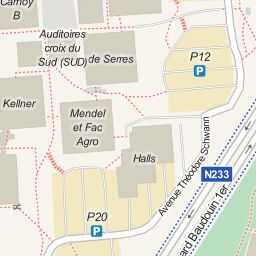 Carnoy
B
Auditoires
croix du
Sud (SUD)
de Serres
P12
P
Kellner
Mendel
et Fac
Agro
Halls
Avenue Théodore Schwann
N233
ard Baudouin 1er
P20
P